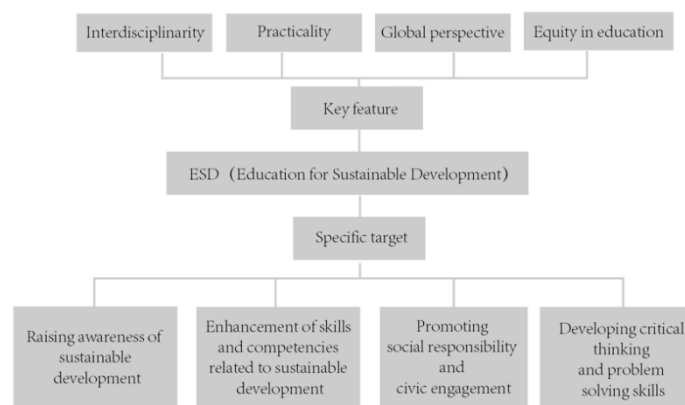 Interdisciplinarity
Practicality
Global perspective
Equity in education
Key feature
ESD（Education for Sustainable Development）
Specific target
Raising awareness of
sustainable
development
Enhancement of skills
and competencies
related to sustainable
development
Promoting
social responsibility
and
civic engagement
Developing critical
thinking
and problem
solving skills